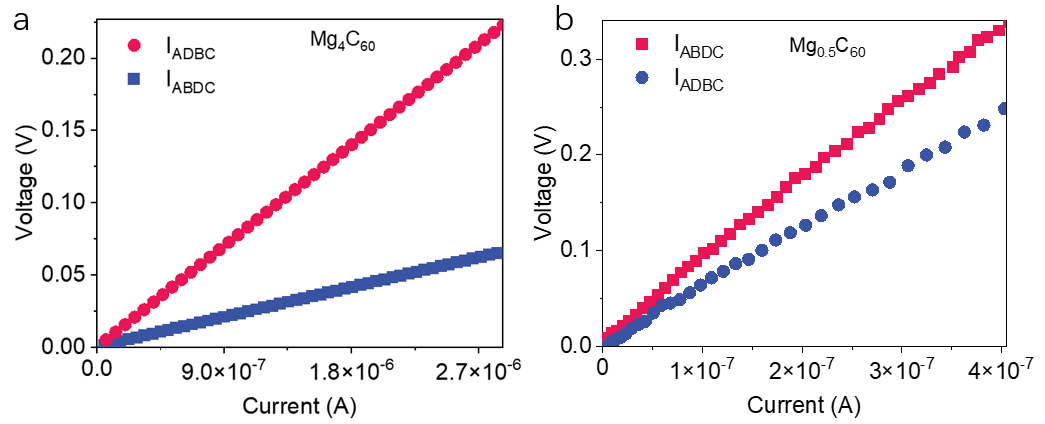 a
Mg₄C₆₀
I_ADBC
I_ABDC
Voltage (V)
0.20
0.15
0.10
0.05
0.00
0.0
9.0×10⁻⁷
1.8×10⁻⁶
2.7×10⁻⁶
Current (A)
b
Mg₀.₅C₆₀
I_ABDC
I_ADBC
Voltage (V)
0.3
0.2
0.1
0.0
0
1×10⁻⁷
2×10⁻⁷
3×10⁻⁷
4×10⁻⁷
Current (A)